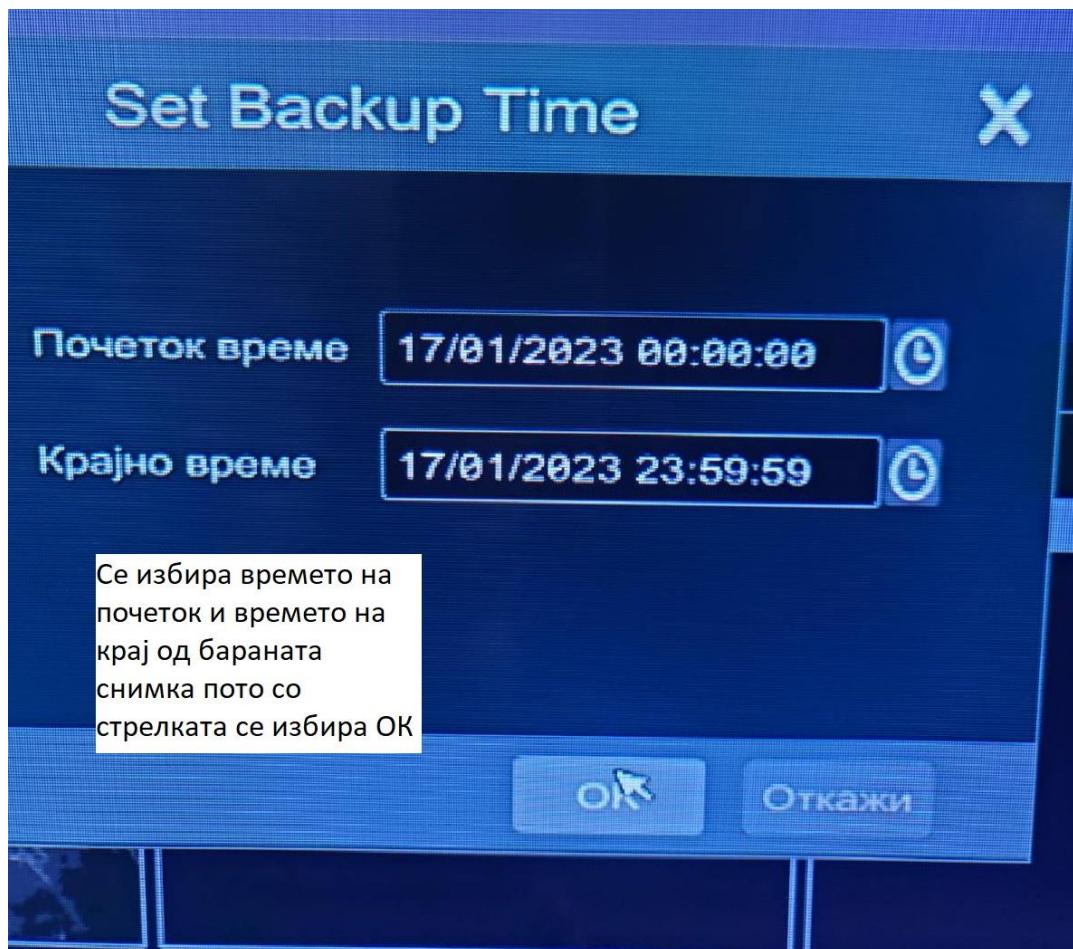 Set Backup Time X
Почеток време 17/01/2023 00:00:00
Крајно време 17/01/2023 23:59:59
Се избира времето на
почеток и времето на
крај од бараната
снимка пото со
стрелката се избира ОК
OK Откажи